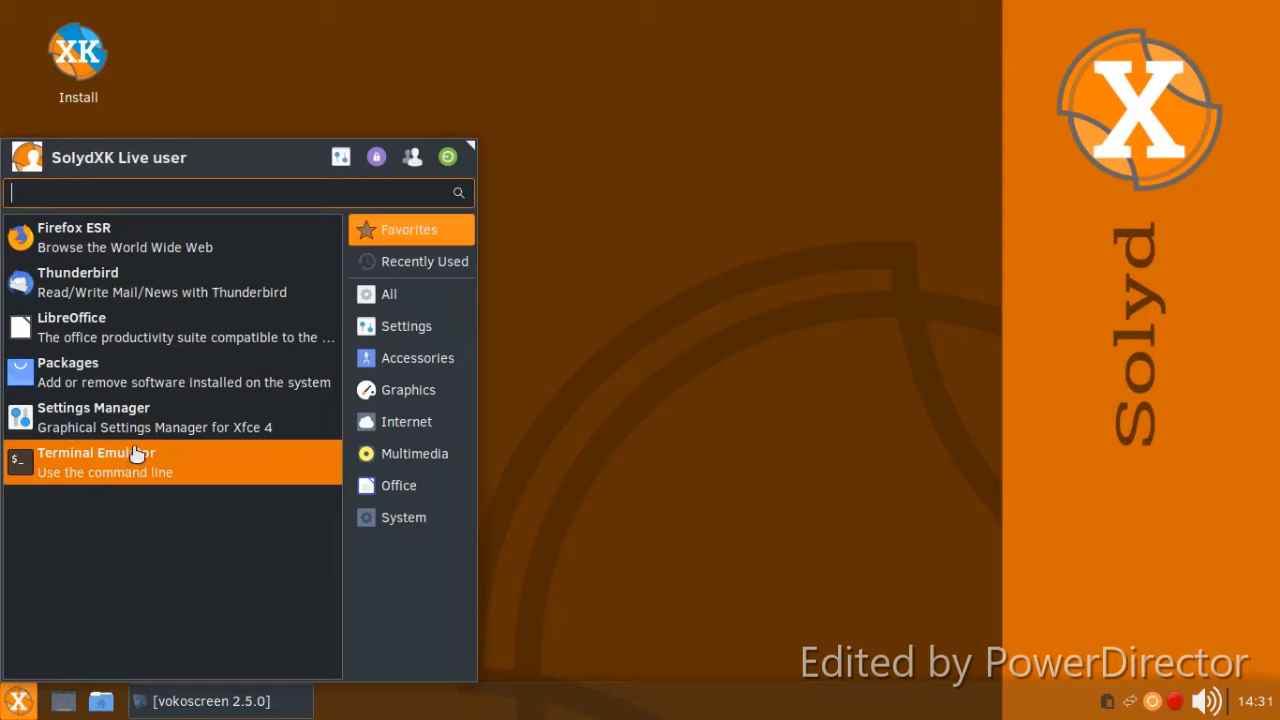 XK
Install
SolydXK Live user
Firefox ESR
Browse the World Wide Web
Thunderbird
Read/Write Mail/News with Thunderbird
LibreOffice
The office productivity suite compatible to the ...
Packages
Add or remove software installed on the system
Settings Manager
Graphical Settings Manager for Xfce 4
$_
Use the command line
Favorites
Recently Used
All
Settings
Accessories
Graphics
Internet
Multimedia
Office
System
X
Solyd
Edited by PowerDirector
X
[vokoscreen 2.5.0]
14:31